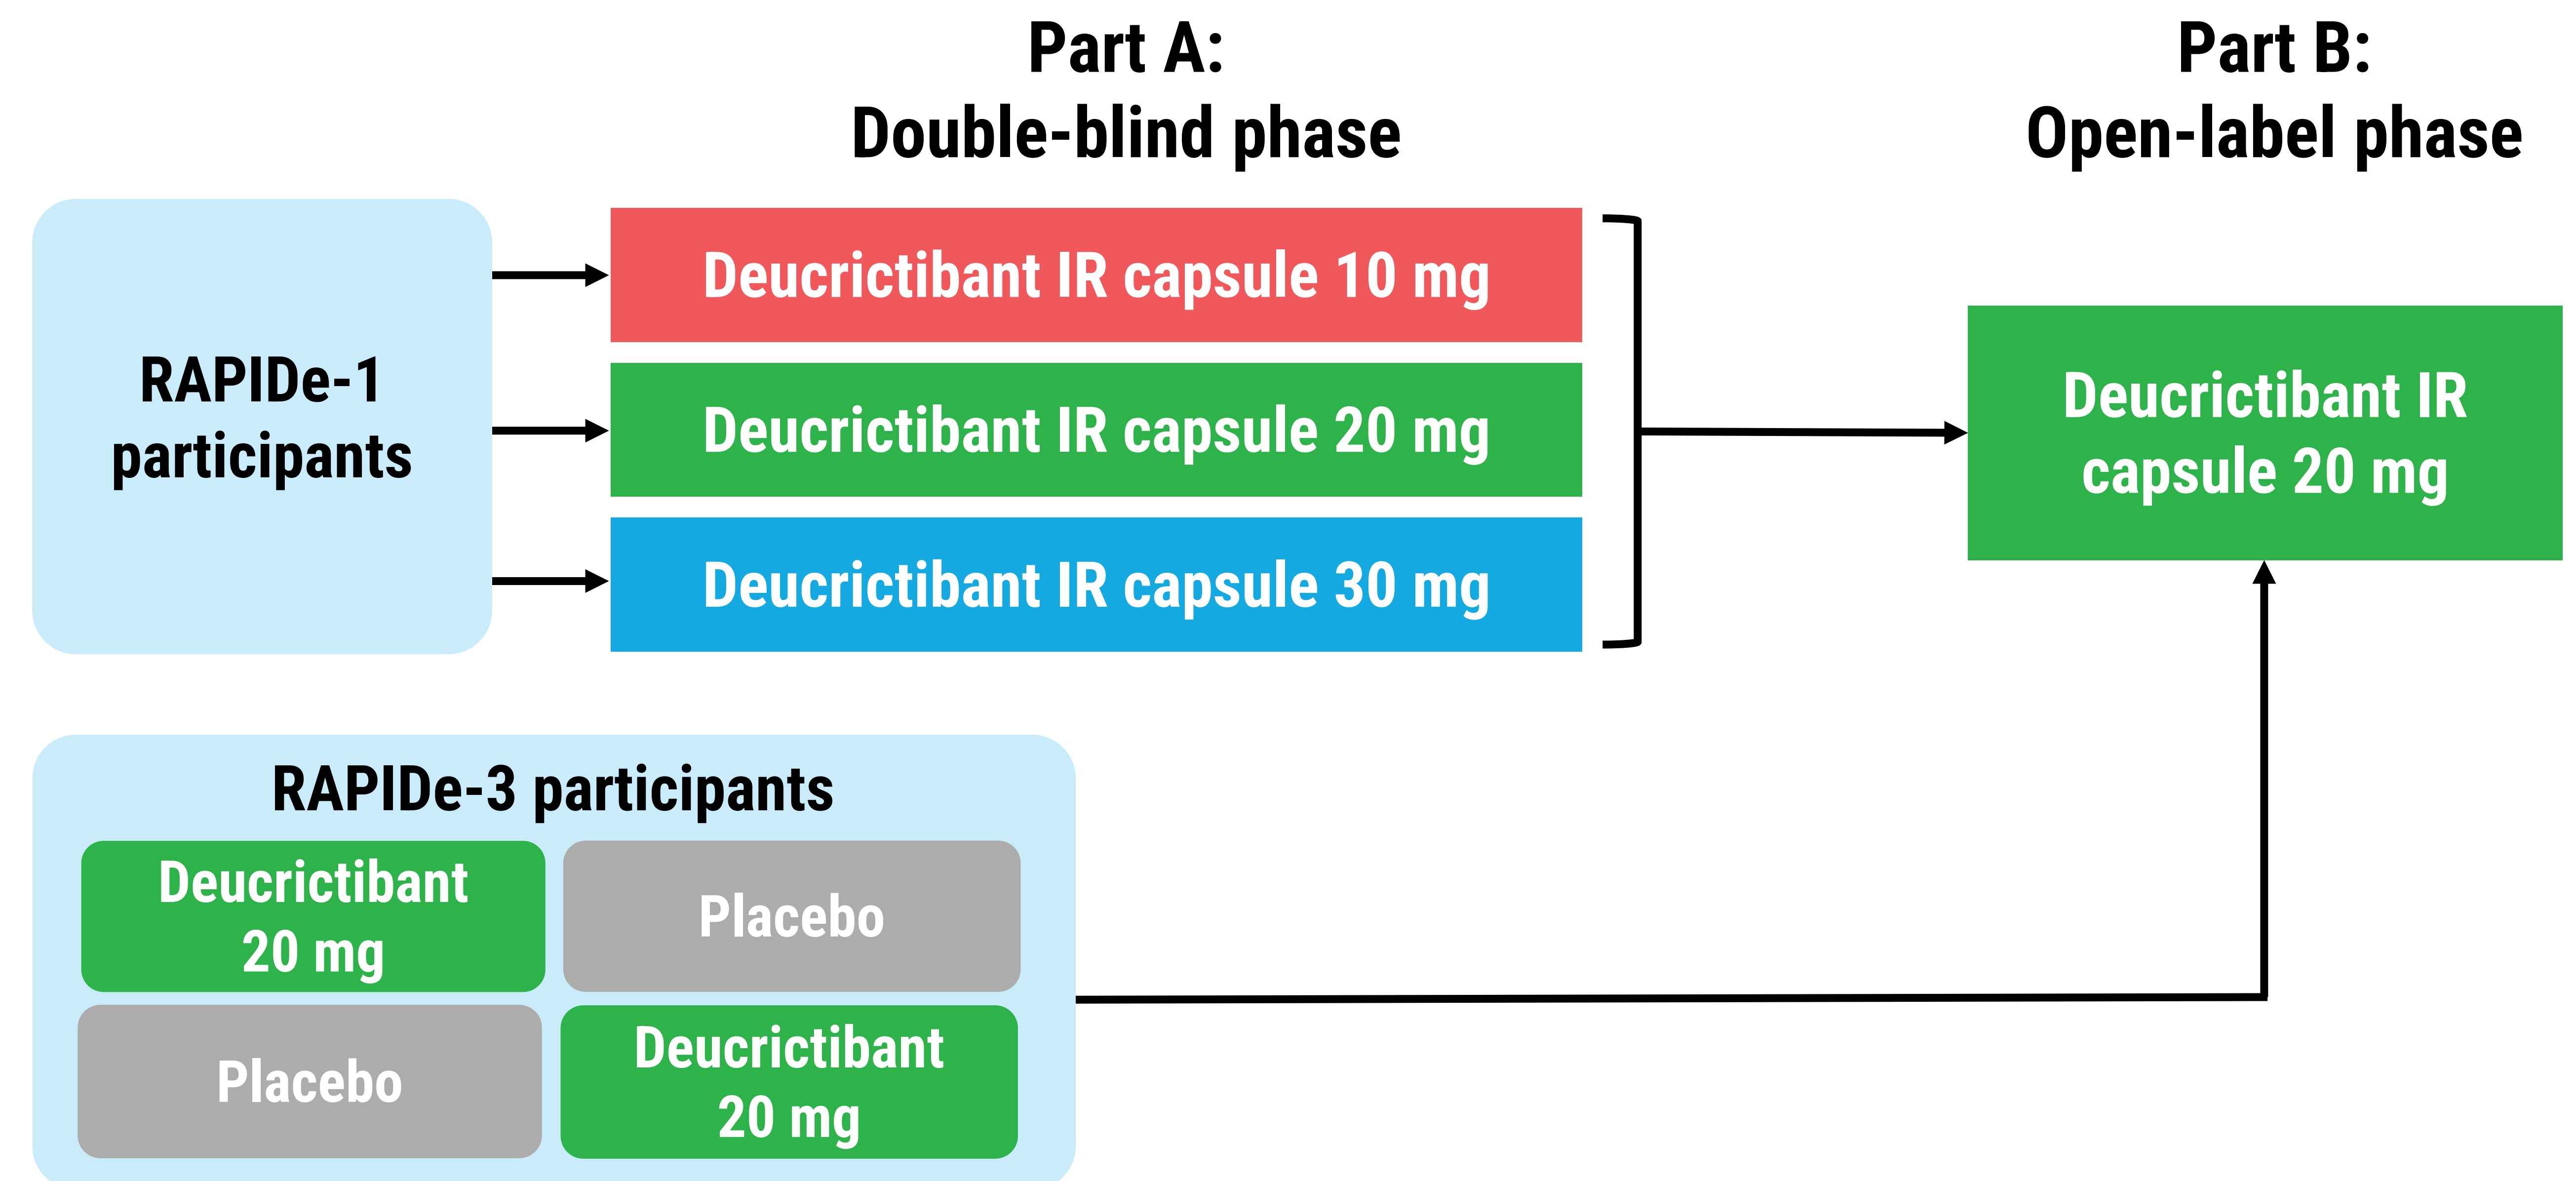 Part A:
Double-blind phase
Part B:
Open-label phase
RAPIDe-1
participants
Deucrictibant IR capsule 10 mg
Deucrictibant IR capsule 20 mg
Deucrictibant IR capsule 30 mg
Deucrictibant IR
capsule 20 mg
RAPIDe-3 participants
Deucrictibant
20 mg
Placebo
Placebo
Deucrictibant
20 mg